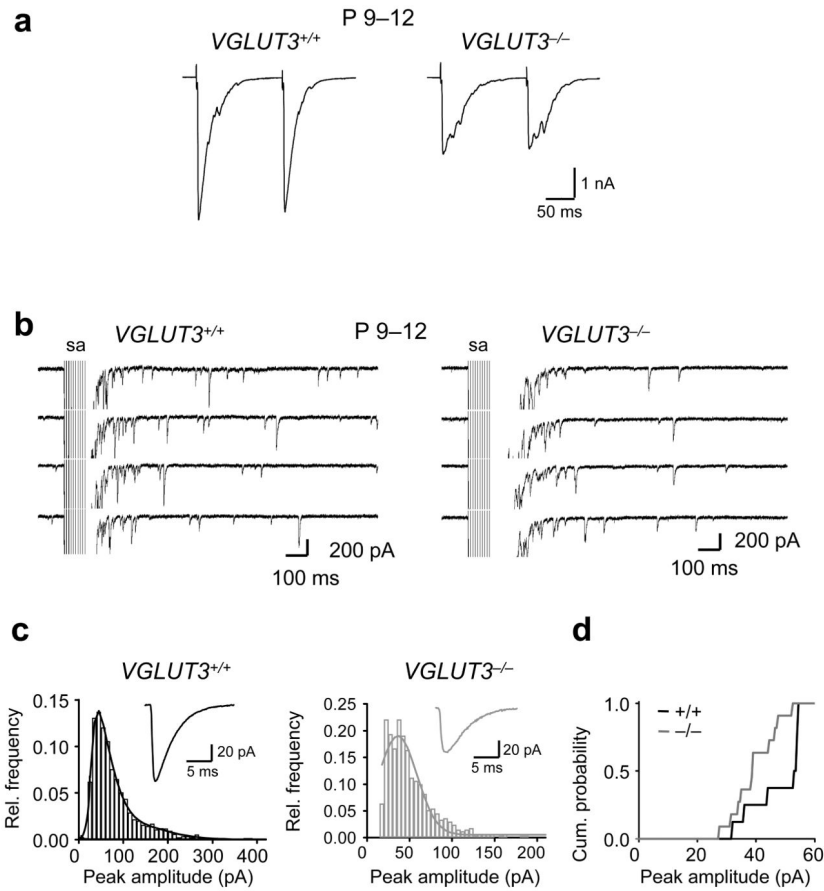 a
P 9–12
VGLUT3+/+
VGLUT3–/–
1 nA
50 ms
b
VGLUT3+/+
P 9–12
VGLUT3–/–
sa
sa
200 pA
100 ms
200 pA
100 ms
c
VGLUT3+/+
VGLUT3–/–
Rel. frequency
0.15
0.10
0.05
0.00
0 100 200 300 400
Peak amplitude (pA)
20 pA
5 ms
Rel. frequency
0.25
0.20
0.15
0.10
0.05
0.00
0 50 100 150 200
Peak amplitude (pA)
20 pA
5 ms
d
Cum. probability
1.0
0.5
0.0
+/+
–/–
0 20 40 60
Peak amplitude (pA)